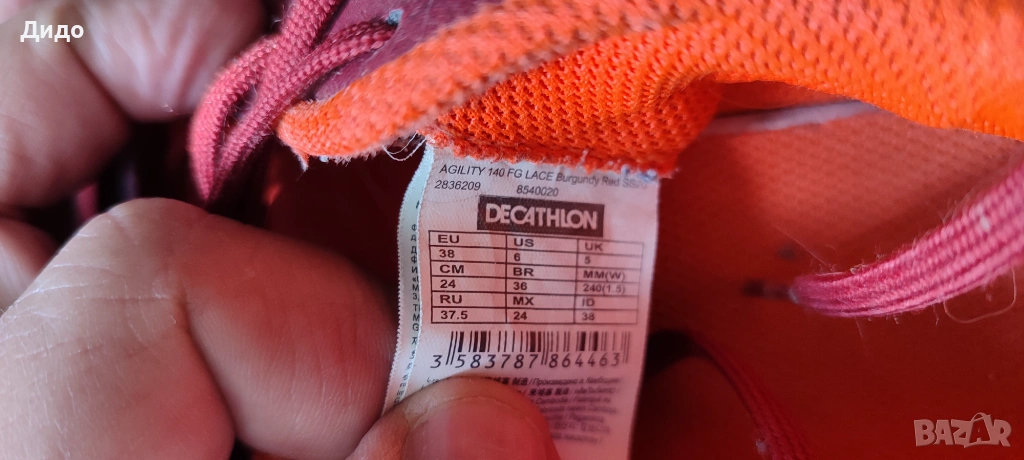 Дидо
AGILITY 140 FG LACE Burgundy Red SS20
2836209 8540020
DECATHLON
EU US UK
38 6 5
CM BR MM(W)
24 36 240(1.5)
RU MX ID
37.5 24 38
3 583787 864463
BAZAR